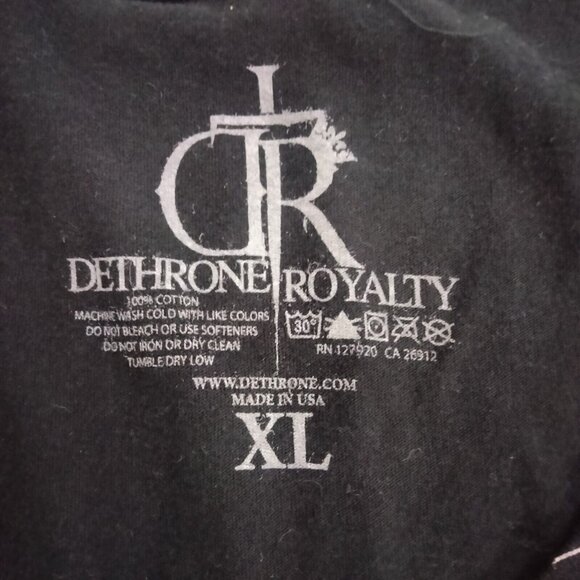 DR
DETHRONE ROYALTY
100% COTTON
MACHINE WASH COLD WITH LIKE COLORS
DO NOT BLEACH OR USE SOFTENERS
DO NOT IRON OR DRY CLEAN
TUMBLE DRY LOW
30°
RN 127920 CA 26912
WWW.DETHRONE.COM
MADE IN USA
XL